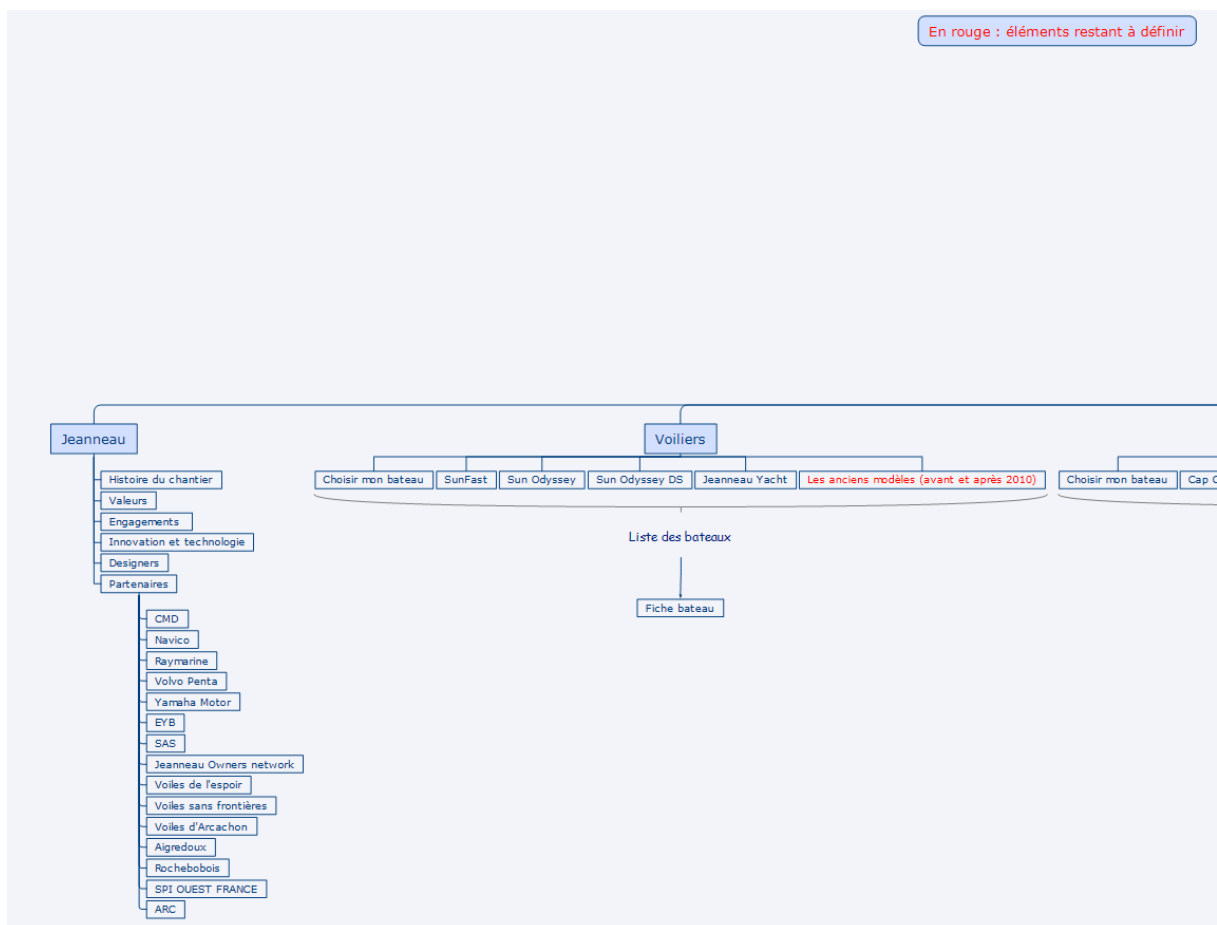 En rouge : éléments restant à définir
Jeanneau
Voiliers
Histoire du chantier
Valeurs
Engagements
Innovation et technologie
Designers
Partenaires
CMD
Navico
Raymarine
Volvo Penta
Yamaha Motor
EYB
SAS
Jeanneau Owners network
Voiles de l'espoir
Voiles sans frontières
Voiles d'Arcachon
Aigredoux
Rochebobois
SPI OUEST FRANCE
ARC
Choisir mon bateau
SunFast
Sun Odyssey
Sun Odyssey DS
Jeanneau Yacht
Les anciens modèles (avant et après 2010)
Liste des bateaux
Fiche bateau
Choisir mon bateau
Cap